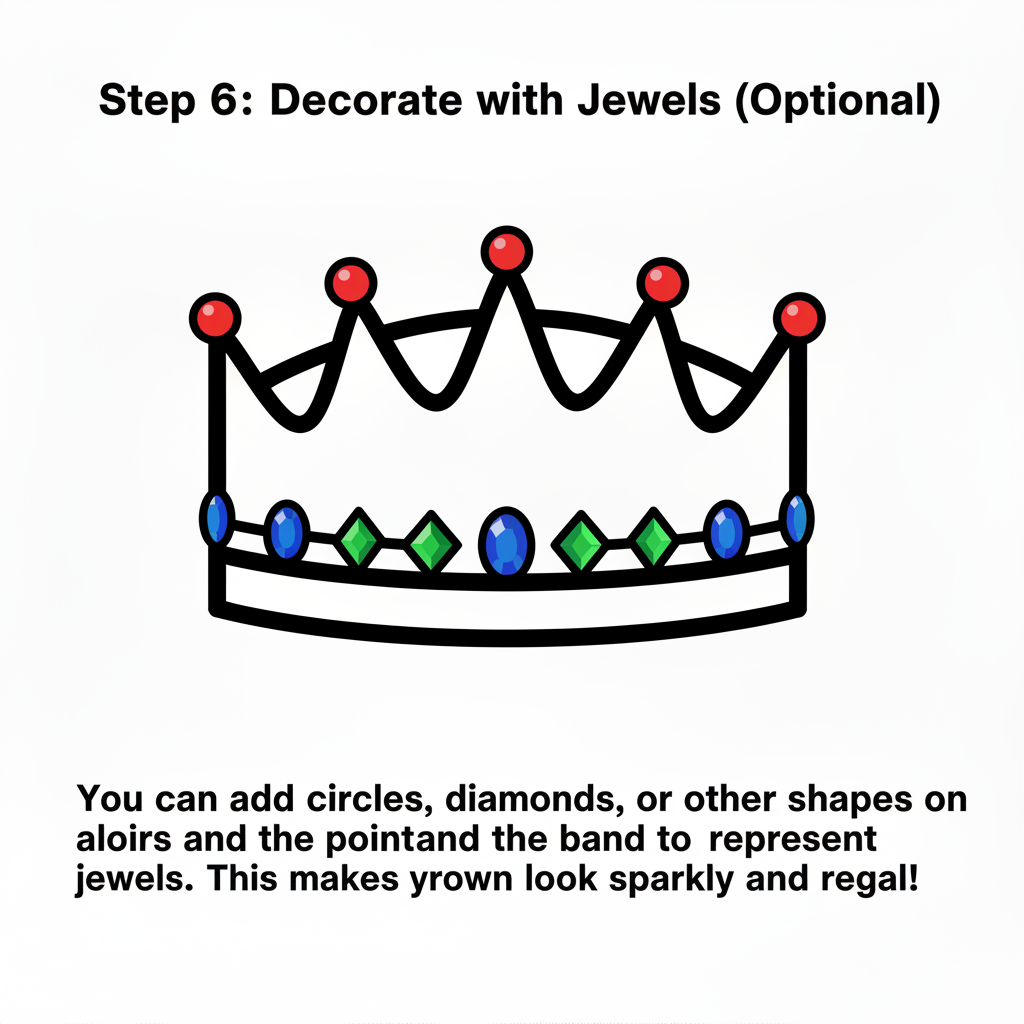 Step 6: Decorate with Jewels (Optional)
You can add circles, diamonds, or other shapes on
aloirs and the pointand the band to represent
jewels. This makes yrown look sparkly and regal!